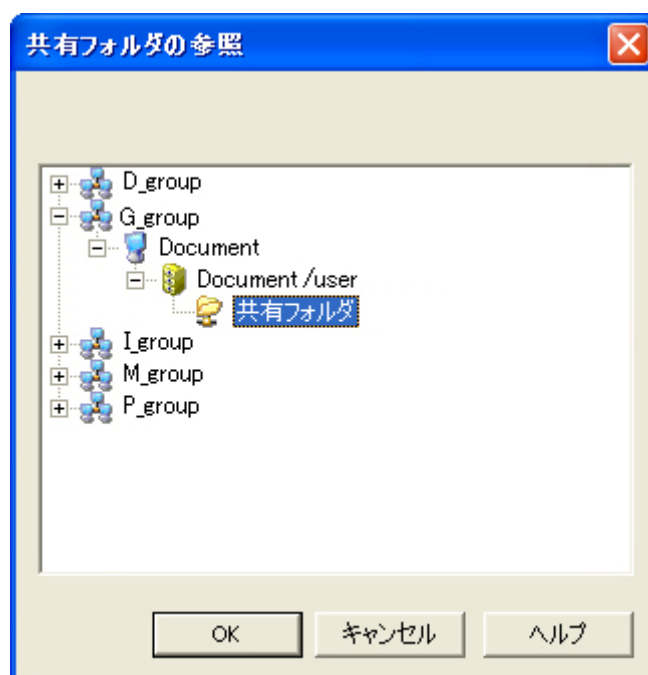 共有フォルダの参照
D_group
G_group
Document
Document /user
共有フォルダ
I_group
M_group
P_group
OK キャンセル ヘルプ